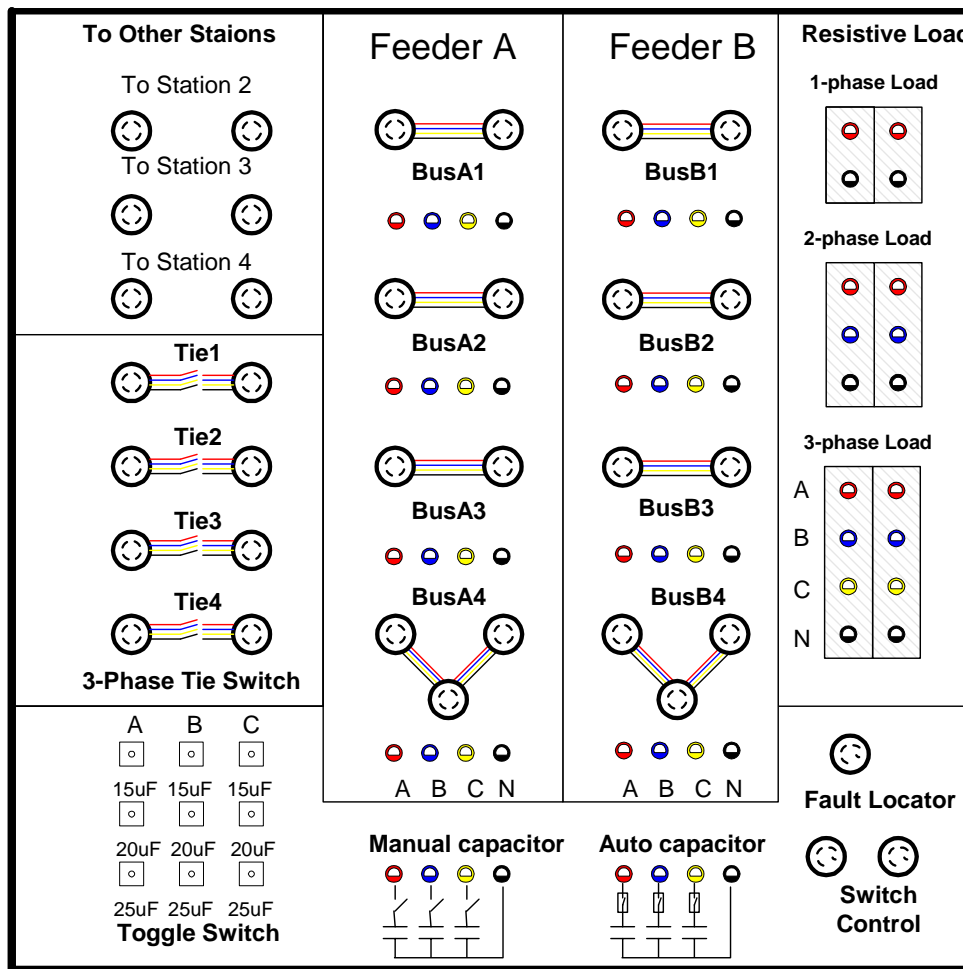 To Other Staions
To Station 2
To Station 3
To Station 4
Tie1
Tie2
Tie3
Tie4
3-Phase Tie Switch
A B C
15uF 15uF 15uF
20uF 20uF 20uF
25uF 25uF 25uF
Toggle Switch
Feeder A
BusA1
BusA2
BusA3
BusA4
A B C N
Feeder B
BusB1
BusB2
BusB3
BusB4
A B C N
Manual capacitor
Auto capacitor
Resistive Load
1-phase Load
2-phase Load
3-phase Load
A
B
C
N
Fault Locator
Switch
Control